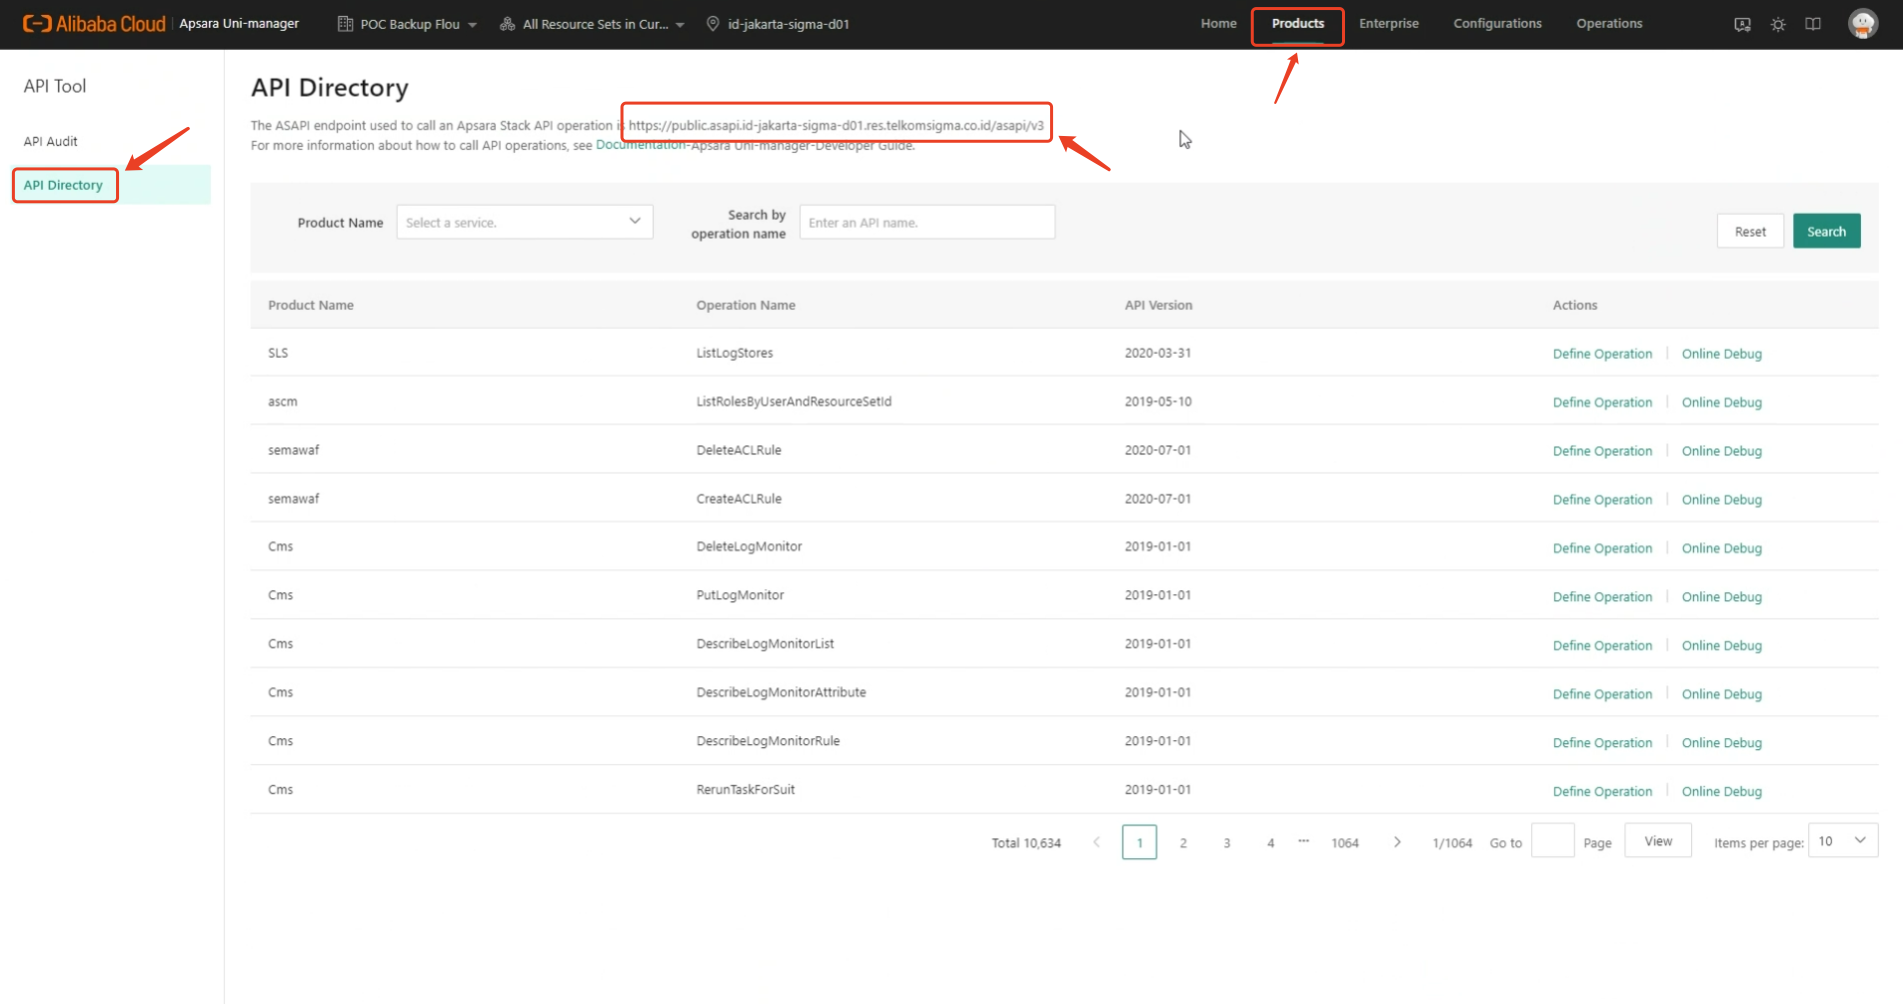 Alibaba Cloud Apsara Uni-manager POC Backup Flou All Resource Sets in Cur... id-jakarta-sigma-d01 Home Products Enterprise Configurations Operations
API Tool
API Audit
API Directory
API Directory
The ASAPI endpoint used to call an Apsara Stack API operation is https://public.asapi.id-jakarta-sigma-d01.res.telkomsigma.co.id/asapi/v3
For more information about how to call API operations, see Documentation-Apsara Uni-manager-Developer Guide.
Product Name Select a service. Search by operation name Enter an API name. Reset Search
Product Name Operation Name API Version Actions
SLS ListLogStores 2020-03-31 Define Operation Online Debug
ascm ListRolesByUserAndResourceSetId 2019-05-10 Define Operation Online Debug
semawaf DeleteACLRule 2020-07-01 Define Operation Online Debug
semawaf CreateACLRule 2020-07-01 Define Operation Online Debug
Cms DeleteLogMonitor 2019-01-01 Define Operation Online Debug
Cms PutLogMonitor 2019-01-01 Define Operation Online Debug
Cms DescribeLogMonitorList 2019-01-01 Define Operation Online Debug
Cms DescribeLogMonitorAttribute 2019-01-01 Define Operation Online Debug
Cms DescribeLogMonitorRule 2019-01-01 Define Operation Online Debug
Cms RerunTaskForSuit 2019-01-01 Define Operation Online Debug
Total 10,634 1 2 3 4 ··· 1064 1/1064 Go to Page View Items per page: 10